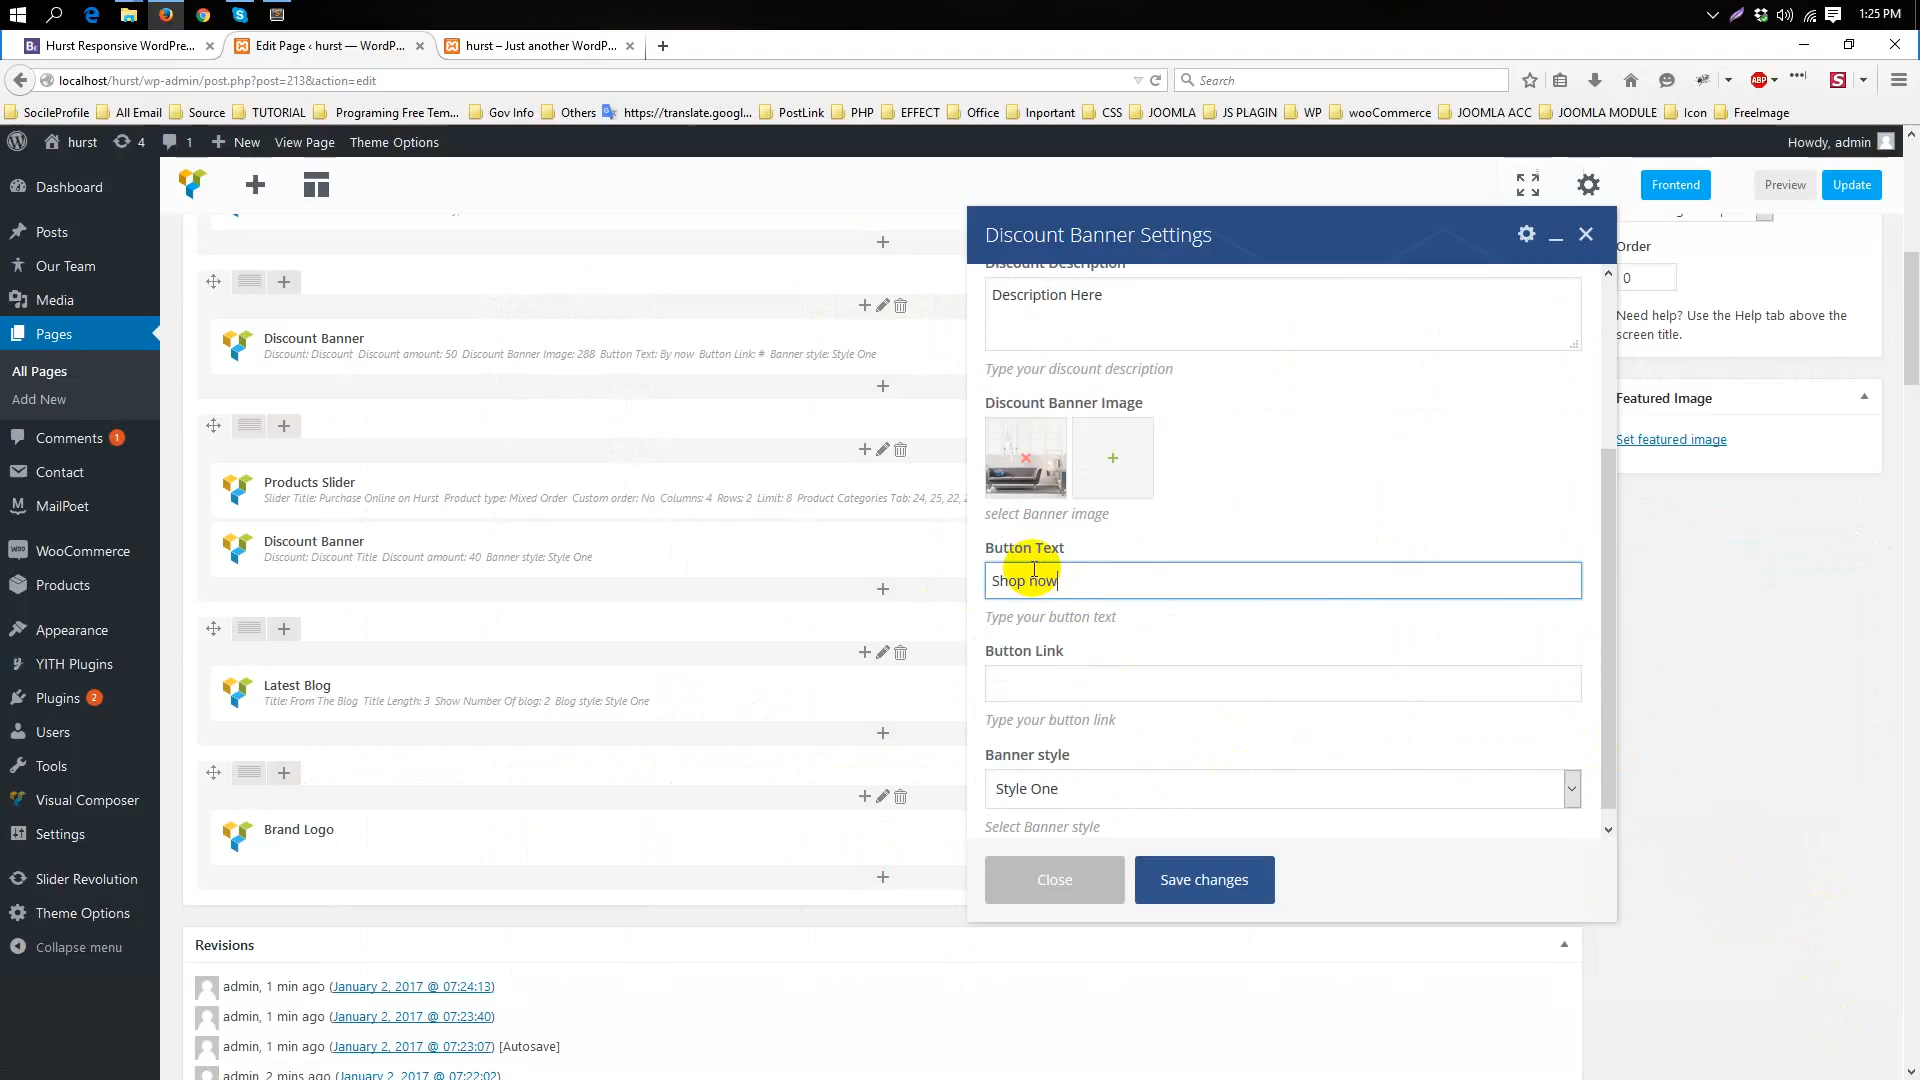 1:25 PM
Hurst Responsive WordPre...
Edit Page ‹ hurst — WordP...
hurst – Just another WordP...
localhost/hurst/wp-admin/post.php?post=213&action=edit
Search
SocileProfile
All Email
Source
TUTORIAL
Programing Free Tem...
Gov Info
Others
https://translate.googl...
PostLink
PHP
EFFECT
Office
Inportant
CSS
JOOMLA
JS PLAGIN
WP
wooCommerce
JOOMLA ACC
JOOMLA MODULE
Icon
FreeImage
hurst
4
1
New
View Page
Theme Options
Howdy, admin
Dashboard
Posts
Our Team
Media
Pages
All Pages
Add New
Comments 1
Contact
MailPoet
WooCommerce
Products
Appearance
YITH Plugins
Plugins 2
Users
Tools
Visual Composer
Settings
Slider Revolution
Theme Options
Collapse menu
Frontend
Preview
Update
Discount Banner
Discount: Discount Discount amount: 50 Discount Banner Image: 288 Button Text: By now Button Link: # Banner style: Style One
Products Slider
Slider Title: Purchase Online on Hurst Product type: Mixed Order Custom order: No Columns: 4 Rows: 2 Limit: 8 Product Categories Tab: 24, 25, 22, 2
Discount Banner
Discount: Discount Title Discount amount: 40 Banner style: Style One
Latest Blog
Title: From The Blog Title Length: 3 Show Number Of blog: 2 Blog style: Style One
Brand Logo
Revisions
admin, 1 min ago (January 2, 2017 @ 07:24:13)
admin, 1 min ago (January 2, 2017 @ 07:23:40)
admin, 1 min ago (January 2, 2017 @ 07:23:07) [Autosave]
admin, 2 mins ago (January 2, 2017 @ 07:22:02)
Discount Banner Settings
Discount Description
Description Here
Type your discount description
Discount Banner Image
select Banner image
Button Text
Shop now
Type your button text
Button Link
Type your button link
Banner style
Style One
Select Banner style
Close
Save changes
Order
0
Need help? Use the Help tab above the
screen title.
Featured Image
Set featured image